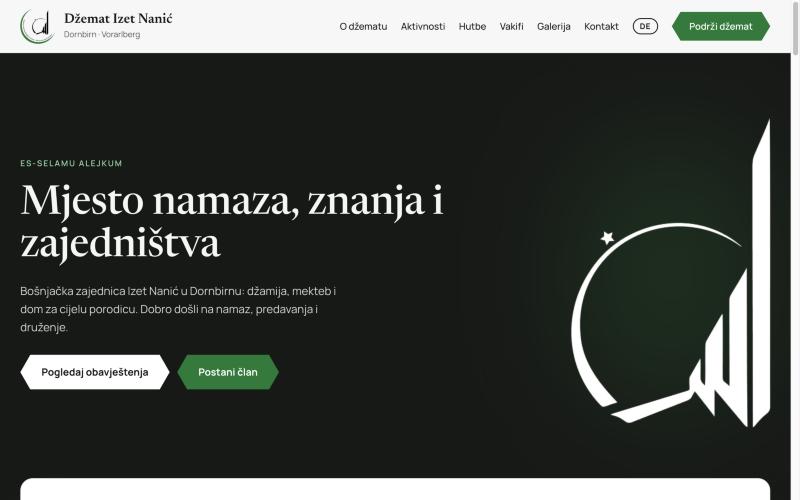 Džemat Izet Nanić
Dornbirn · Vorarlberg
O džematu Aktivnosti Hutbe Vakifi Galerija Kontakt DE Podrži džemat
ES-SELAMU ALEJKUM
Mjesto namaza, znanja i
zajedništva
Bošnjačka zajednica Izet Nanić u Dornbirnu: džamija, mekteb i
dom za cijelu porodicu. Dobro došli na namaz, predavanja i
druženje.
Pogledaj obavještenja Postani član